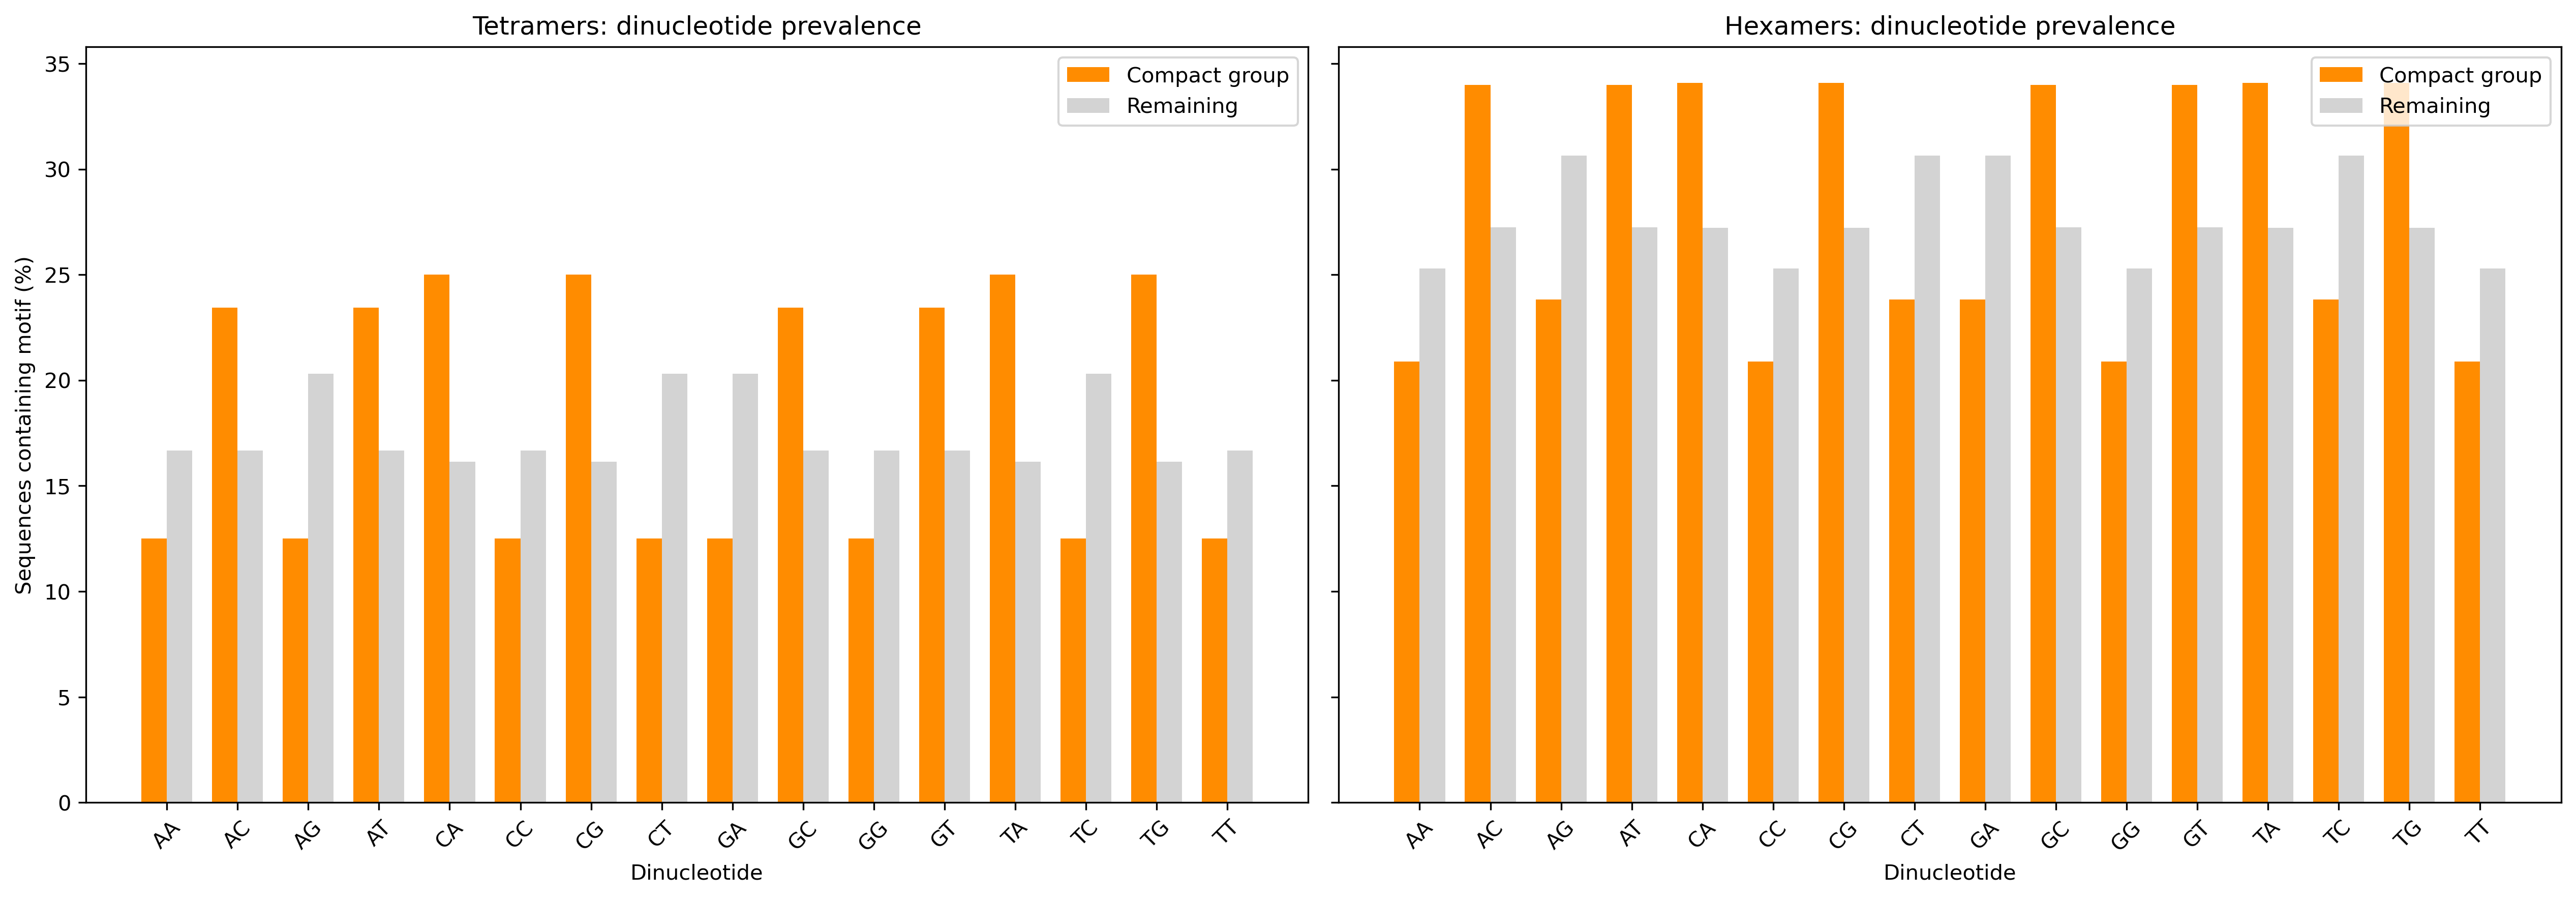 Tetramers: dinucleotide prevalence
Compact group
Remaining
Sequences containing motif (%)
35
30
25
20
15
10
5
0
AA AC AG AT CA CC CG CT GA GC GG GT TA TC TG TT
Dinucleotide
Hexamers: dinucleotide prevalence
Compact group
Remaining
AA AC AG AT CA CC CG CT GA GC GG GT TA TC TG TT
Dinucleotide